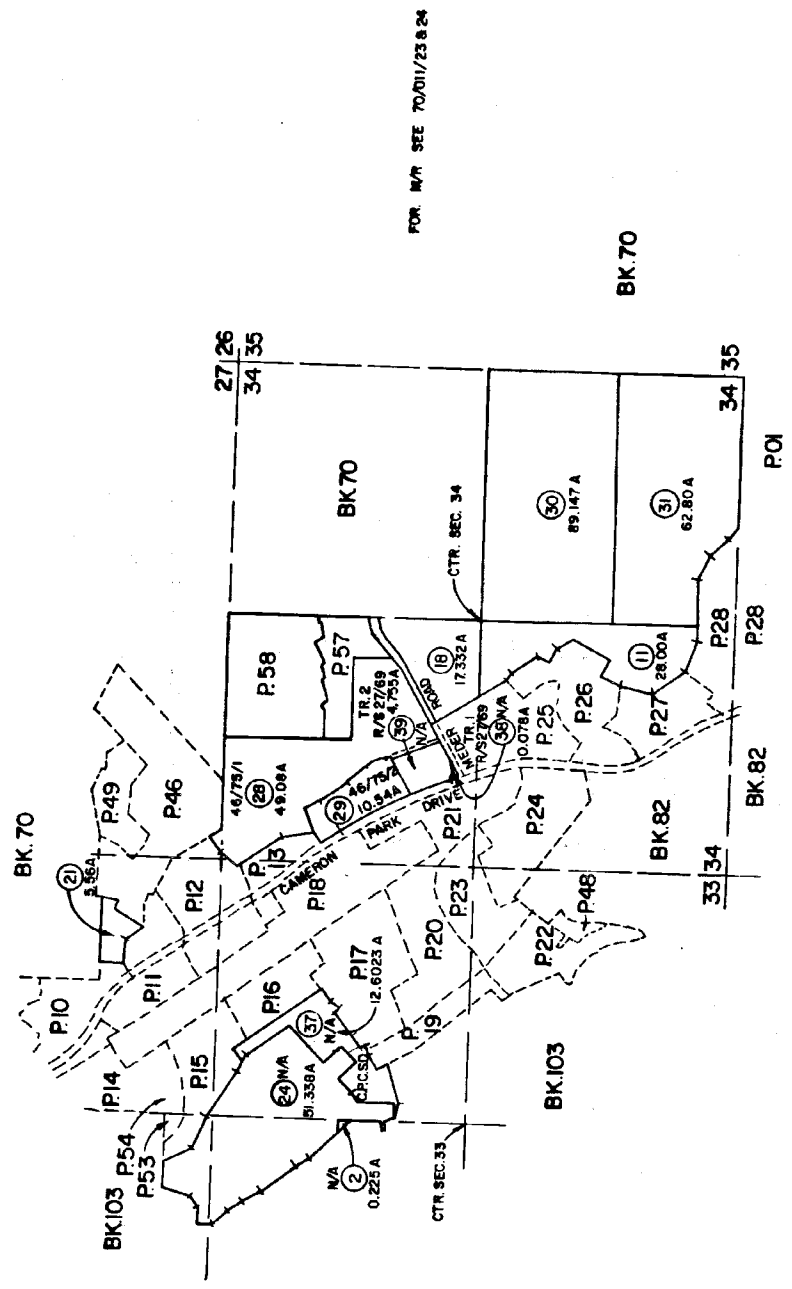 FOR M/R SEE 70/011/23 & 24
BK.70
27 26
34 35
BK.70
CTR. SEC. 34
30
89.147 A
31
62.80 A
34 35
P.01
P.58
P.57
TR.2
R/S 27/69
4.755A
39
N/A
ROAD
18
17.332 A
MEDER
TR.1
R/S27/69
38 N/A
0.078A
11
28.00A
P.28
P.28
P.25
P.26
P.27
46/75/1
28
49.08A
46/75/2
29
10.54A
CAMERON
PARK
DRIVE
P.49
P.46
BK. 70
21
5.56A
P.12
P.
13
P.18
P.21
P.24
BK.82
BK.82
33 34
P.10
P.11
P.16
P.17
12.6023 A
P.20
P.23
P.22
P.48
P.14
P.15
37
N/A
P.
19
C.P.C.S.D.
24 N/A
51.338A
BK.103
P.54
P.53
BK.103
N/A
2
0.225 A
CTR. SEC.33